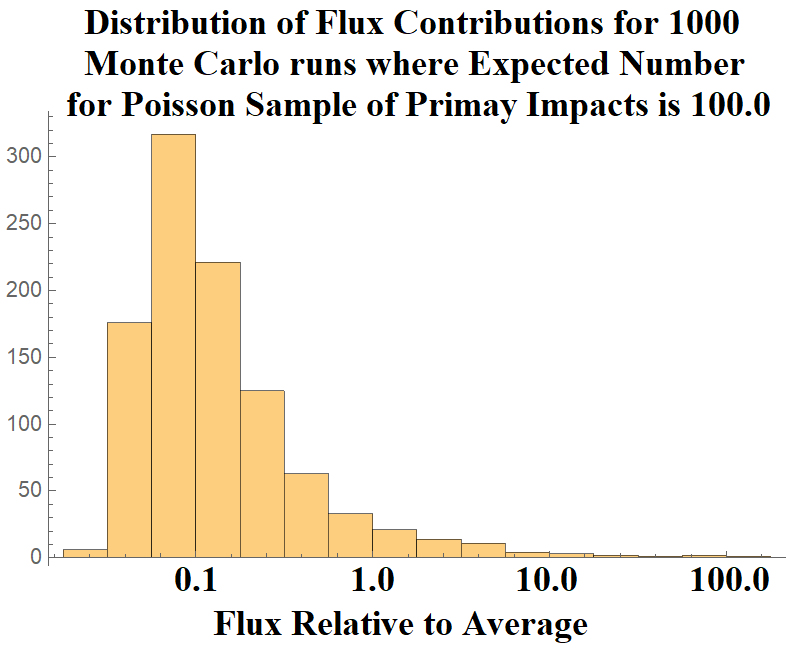 Distribution of Flux Contributions for 1000
Monte Carlo runs where Expected Number
for Poisson Sample of Primay Impacts is 100.0
300
250
200
150
100
50
0
0.1 1.0 10.0 100.0
Flux Relative to Average